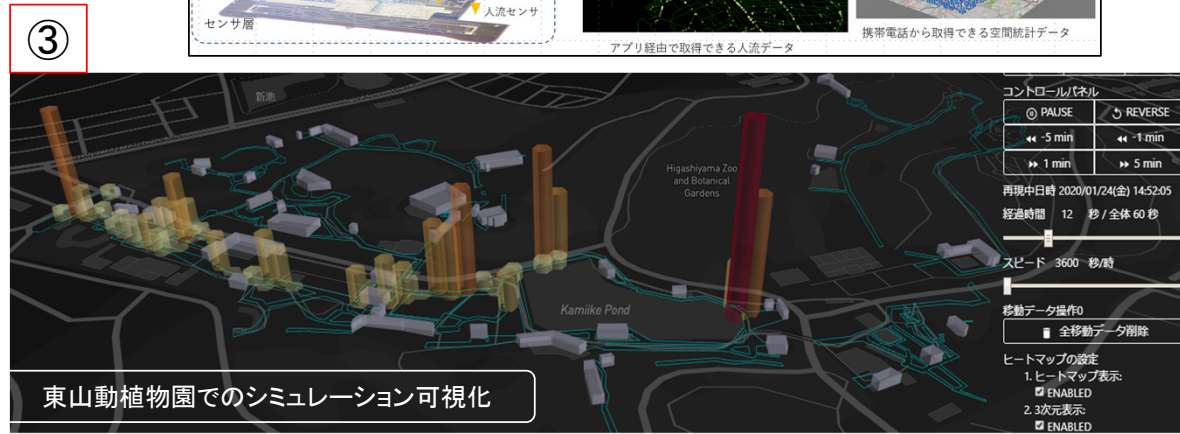 ③
センサ層
人流センサ
アプリ経由で取得できる人流データ
携帯電話から取得できる空間統計データ
新池
Higashiyama Zoo
and Botanical
Gardens
Kamiike Pond
コントロールパネル
PAUSE
REVERSE
-5 min
-1 min
1 min
5 min
再現中日時 2020/01/24(金) 14:52:05
経過時間 12 秒 / 全体 60 秒
スピード 3600 秒/時
移動データ操作0
全移動データ削除
ヒートマップの設定
1. ヒートマップ表示:
ENABLED
2. 3次元表示:
ENABLED
東山動植物園でのシミュレーション可視化